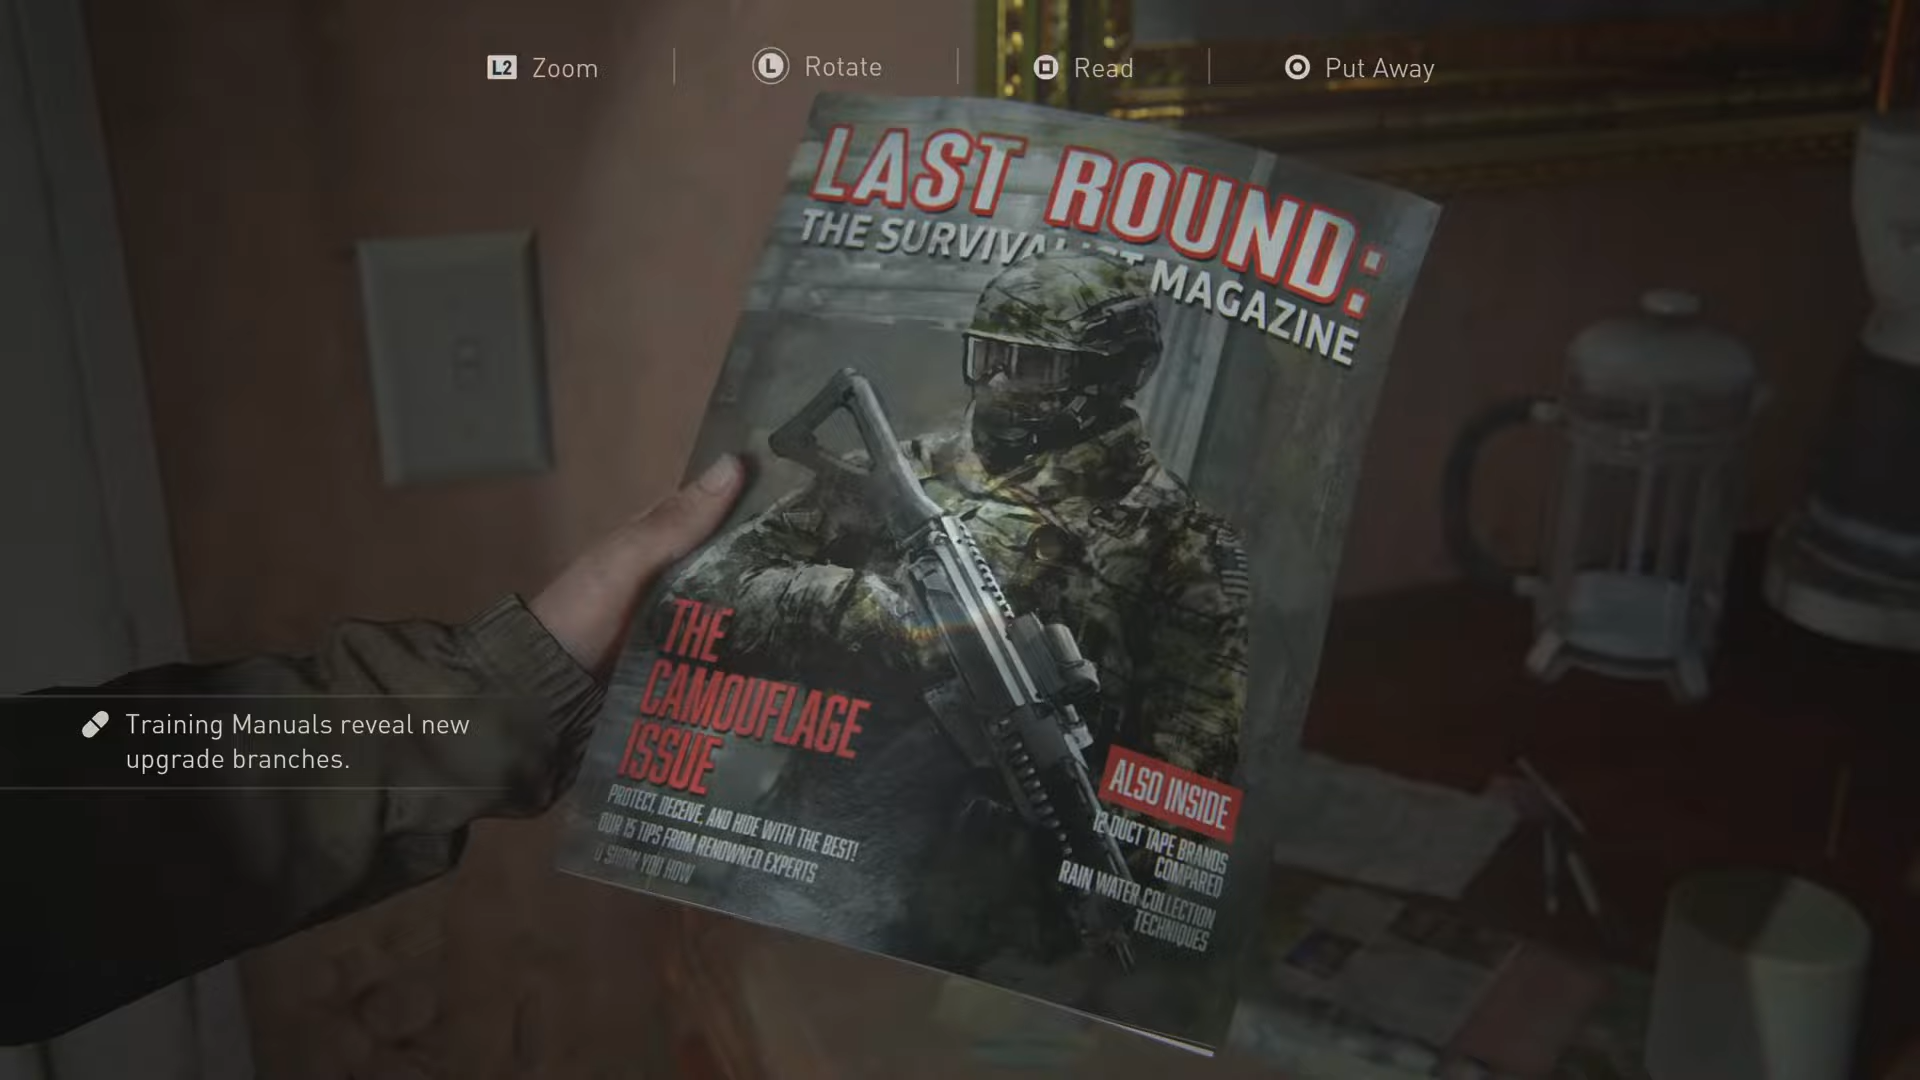 L2 Zoom
L Rotate
Read
Put Away
LAST ROUND:
THE MAGAZINE
THE
CAMOUFLAGE
ISSUE
PROTECT, DECEIVE, AND HIDE WITH THE BEST!
OUR 15 TIPS FROM RENOWNED EXPERTS
SHOW YOU HOW
ALSO INSIDE
12 DUCT TAPE BRANDS
COMPARED
RAIN WATER COLLECTION
TECHNIQUES
Training Manuals reveal new
upgrade branches.